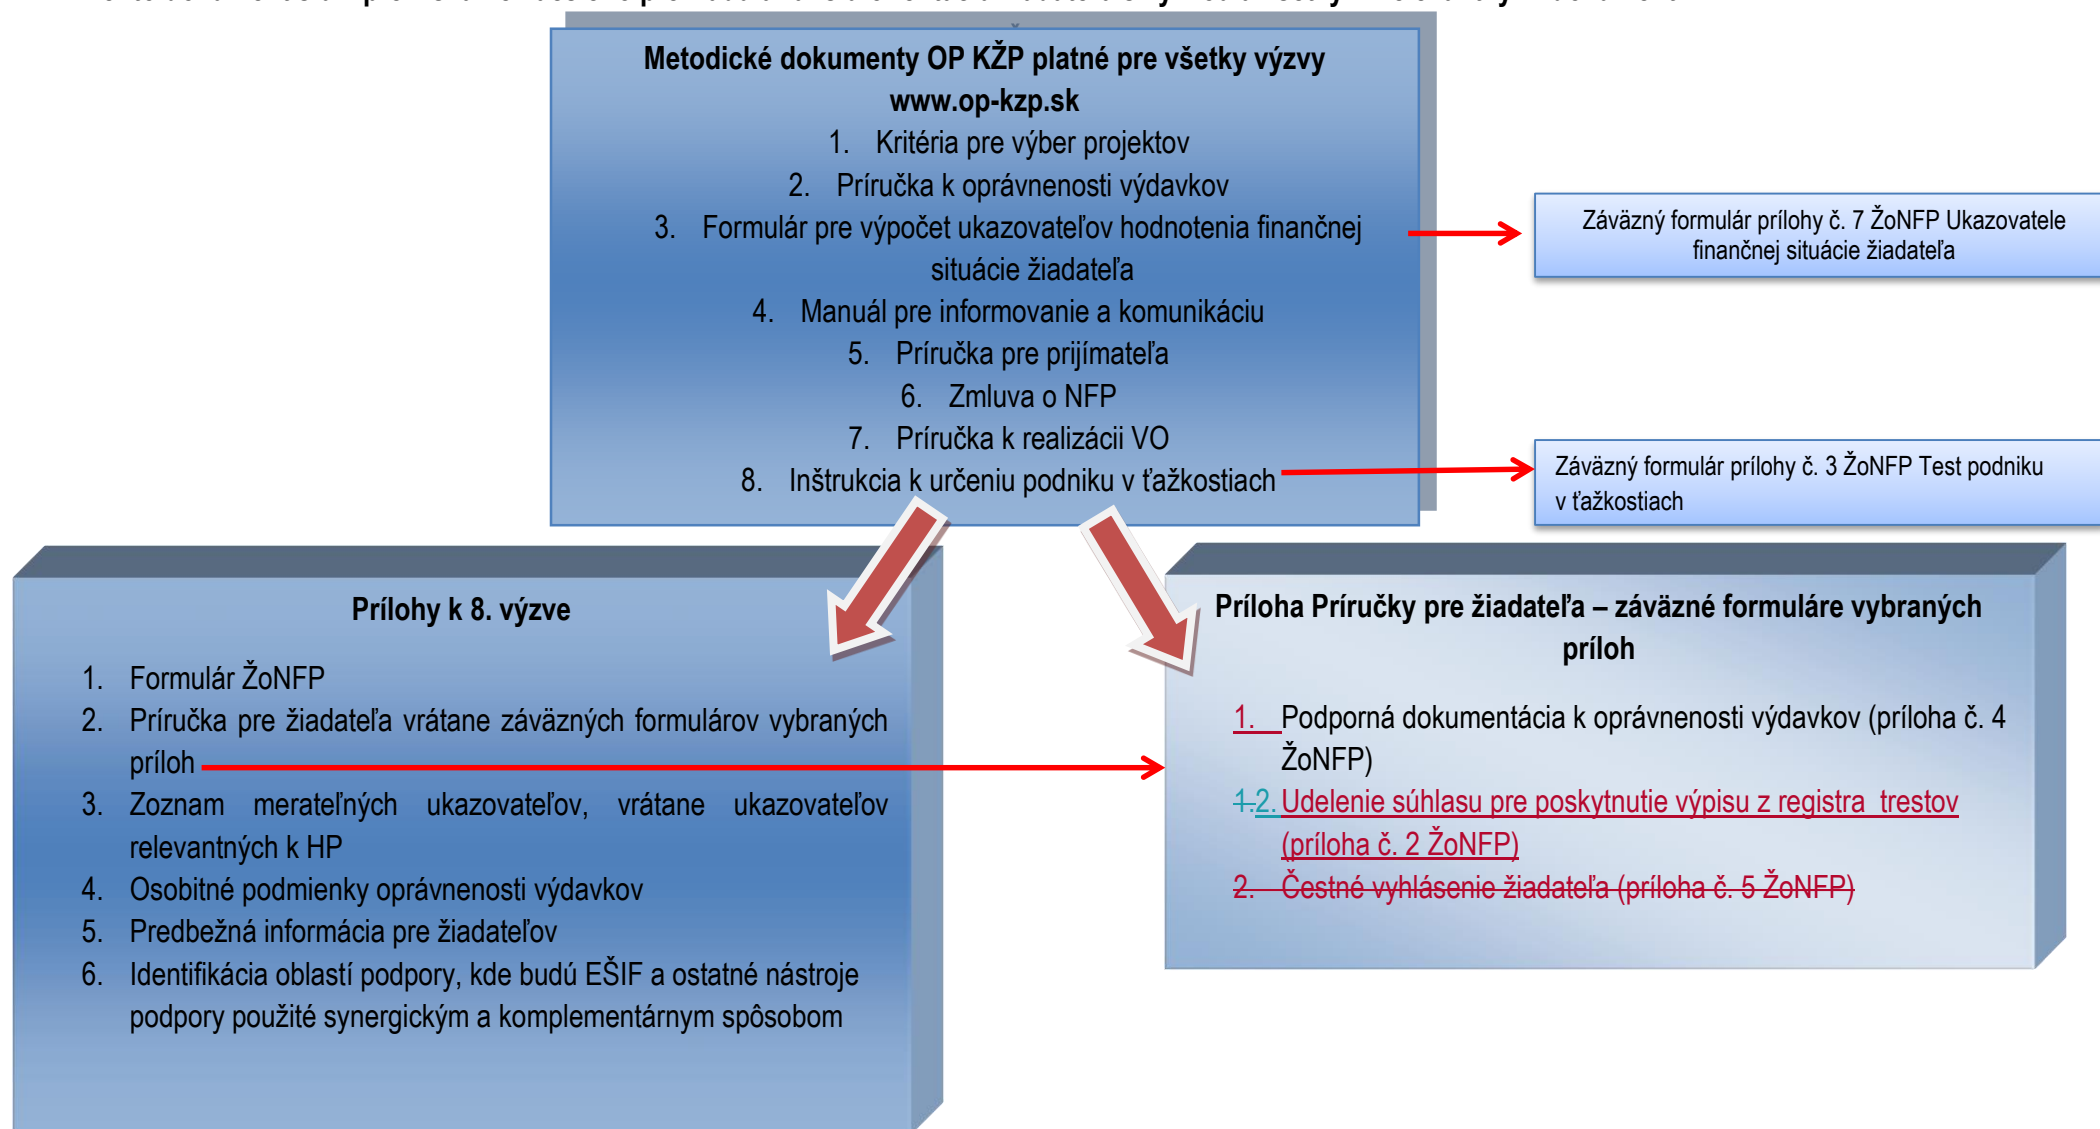 Metodické dokumenty OP KŽP platné pre všetky výzvy
www.op-kzp.sk
1. Kritéria pre výber projektov
2. Príručka k oprávnenosti výdavkov
3. Formulár pre výpočet ukazovateľov hodnotenia finančnej
situácie žiadateľa
4. Manuál pre informovanie a komunikáciu
5. Príručka pre prijímateľa
6. Zmluva o NFP
7. Príručka k realizácii VO
8. Inštrukcia k určeniu podniku v ťažkostiach
Záväzný formulár prílohy č. 7 ŽoNFP Ukazovatele
finančnej situácie žiadateľa
Záväzný formulár prílohy č. 3 ŽoNFP Test podniku
v ťažkostiach
Prílohy k 8. výzve
1. Formulár ŽoNFP
2. Príručka pre žiadateľa vrátane záväzných formulárov vybraných
príloh
3. Zoznam merateľných ukazovateľov, vrátane ukazovateľov
relevantných k HP
4. Osobitné podmienky oprávnenosti výdavkov
5. Predbežná informácia pre žiadateľov
6. Identifikácia oblastí podpory, kde budú EŠIF a ostatné nástroje
podpory použité synergickým a komplementárnym spôsobom
Príloha Príručky pre žiadateľa – záväzné formuláre vybraných
príloh
1. Podporná dokumentácia k oprávnenosti výdavkov (príloha č. 4
ŽoNFP)
1.2. Udelenie súhlasu pre poskytnutie výpisu z registra trestov
(príloha č. 2 ŽoNFP)
2. Čestné vyhlásenie žiadateľa (príloha č. 5 ŽoNFP)